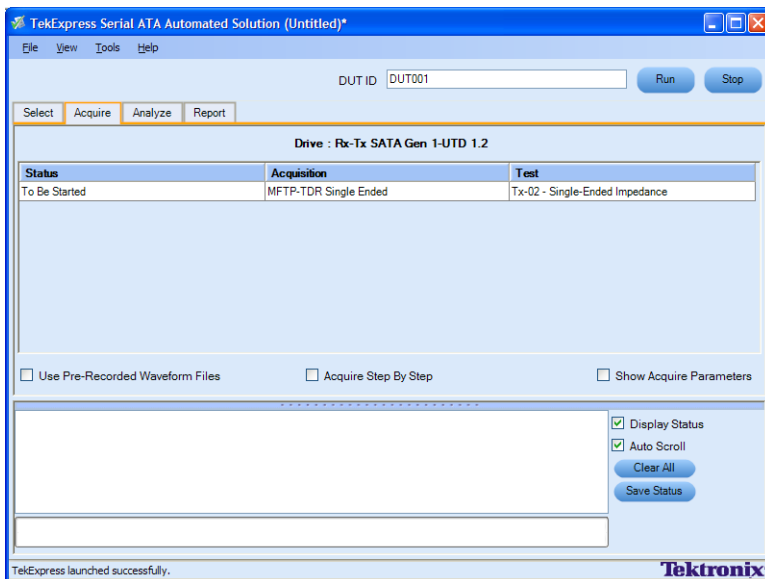 TekExpress Serial ATA Automated Solution (Untitled)*
File View Tools Help
DUT ID DUT001 Run Stop
Select Acquire Analyze Report
Drive : Rx-Tx SATA Gen 1-UTD 1.2
Status Acquisition Test
To Be Started MFTP-TDR Single Ended Tx-02 - Single-Ended Impedance
Use Pre-Recorded Waveform Files Acquire Step By Step Show Acquire Parameters
Display Status
Auto Scroll
Clear All
Save Status
TekExpress launched successfully. Tektronix